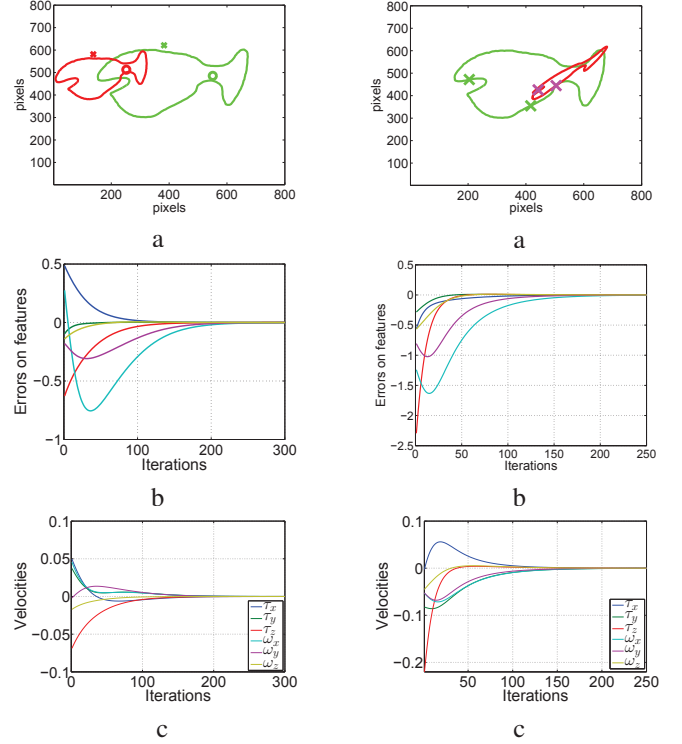 800
700
600
500
400
300
200
100
pixels
200
400
600
800
pixels
a
800
700
600
500
400
300
200
100
pixels
200
400
600
800
pixels
a
0.5
0
−0.5
−1
Errors on features
0
100
200
300
Iterations
b
0.5
0
−0.5
−1
−1.5
−2
−2.5
Errors on features
0
50
100
150
200
250
Iterations
b
0.1
0.05
0
−0.05
−0.1
Velocities
τx
τy
τz
ωx
ωy
ωz
0
100
200
300
Iterations
c
0.1
0
−0.1
−0.2
Velocities
τx
τy
τz
ωx
ωy
ωz
50
100
150
200
250
Iterations
c